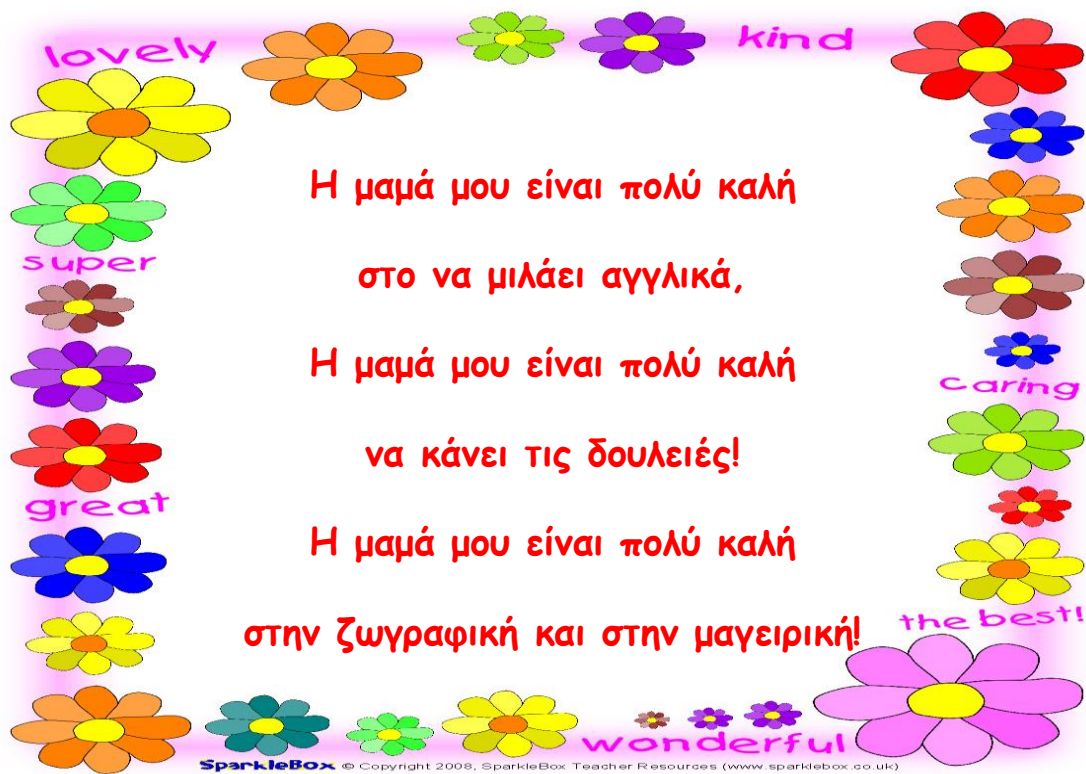 lovely
kind
Η μαμά μου είναι πολύ καλή
στο να μιλάει αγγλικά,
super
Η μαμά μου είναι πολύ καλή
caring
να κάνει τις δουλειές!
great
Η μαμά μου είναι πολύ καλή
the best!
στην ζωγραφική και στην μαγειρική!
wonderful
SparkleBox © Copyright 2008, SparkleBox Teacher Resources (www.sparklebox.co.uk)